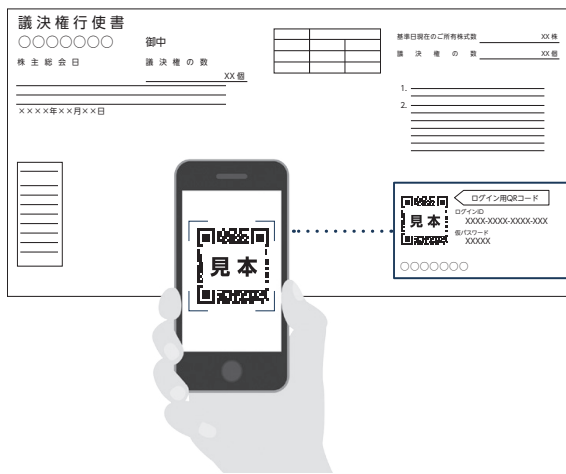 議決権行使書
○○○○○○○ 御中
株主総会日 議決権の数
XX個
××××年××月××日
基準日現在のご所有株式数 XX株
議決権の数 XX個
1.
2.
見本
ログイン用QRコード
ログインID
XXXX-XXXX-XXXX-XXX
仮パスワード
XXXXX
見本
○○○○○○○